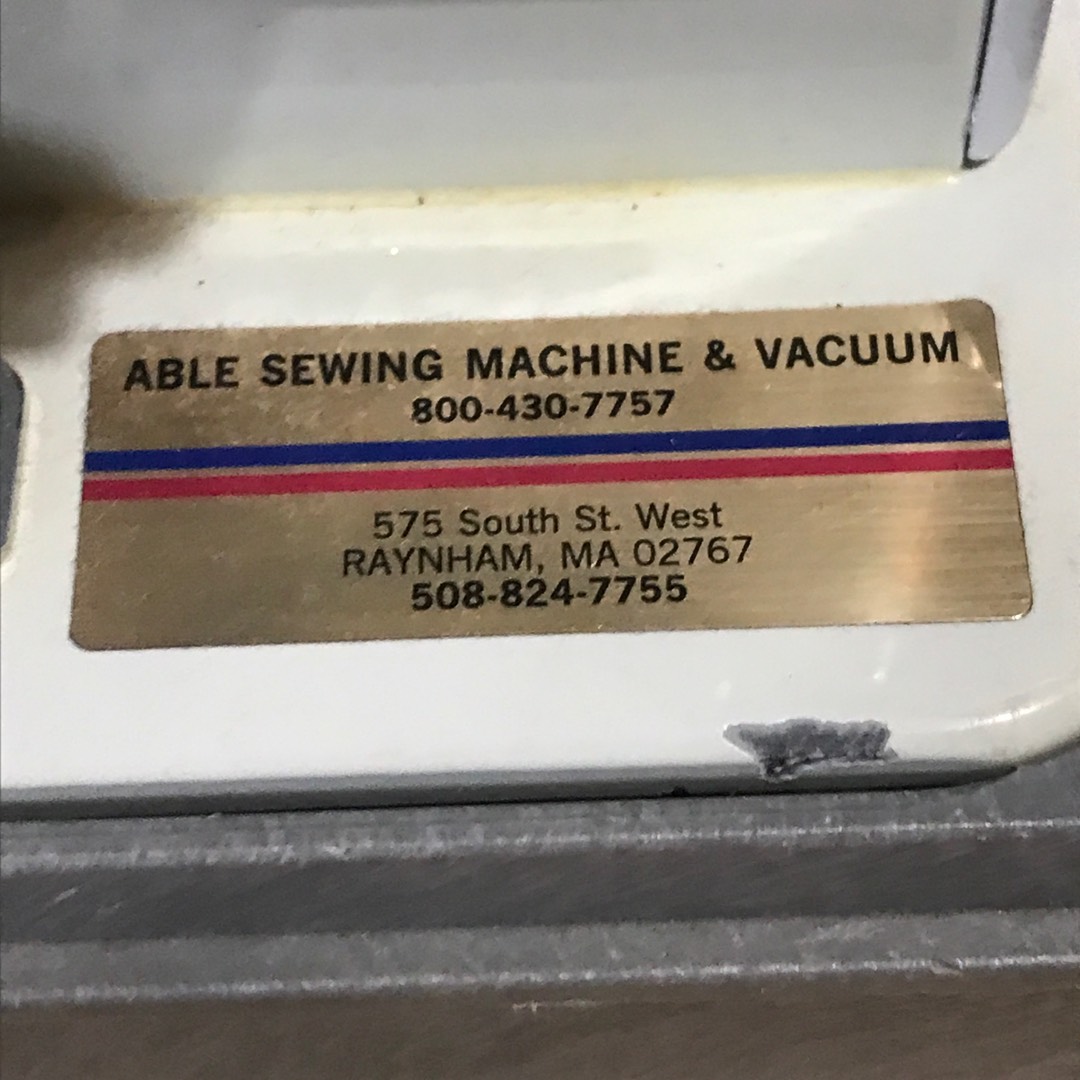 ABLE SEWING MACHINE & VACUUM
800-430-7757
575 South St. West
RAYNHAM, MA 02767
508-824-7755